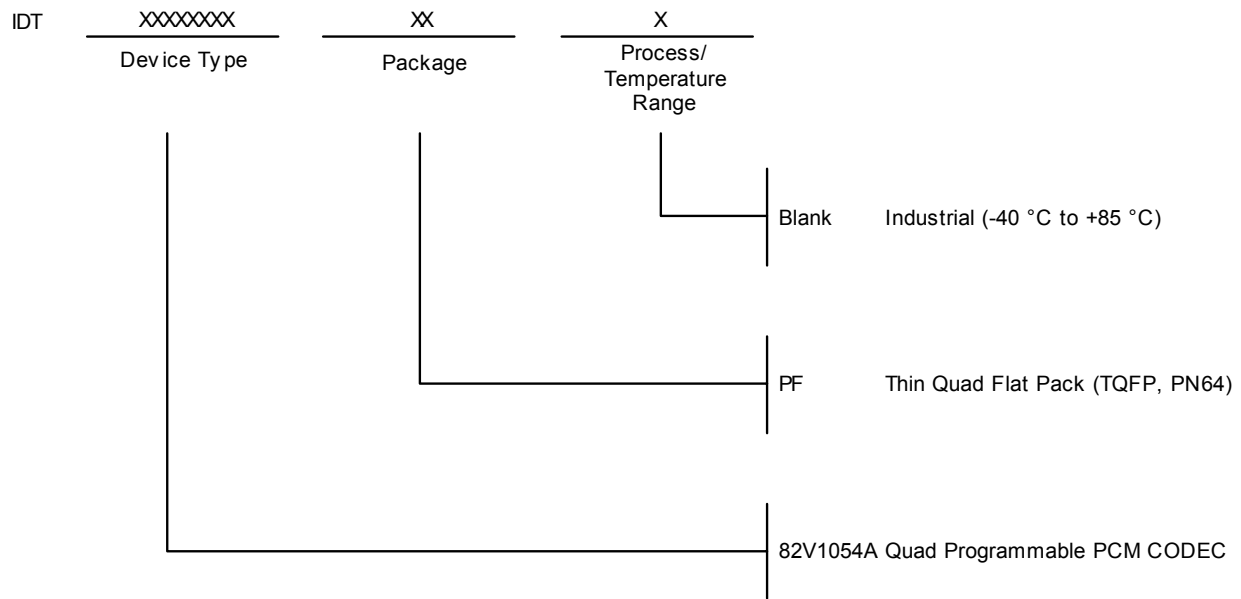 IDT XXXXXXXX XX X
Device Type Package Process/
Temperature
Range
Blank Industrial (-40 °C to +85 °C)
PF Thin Quad Flat Pack (TQFP, PN64)
82V1054A Quad Programmable PCM CODEC